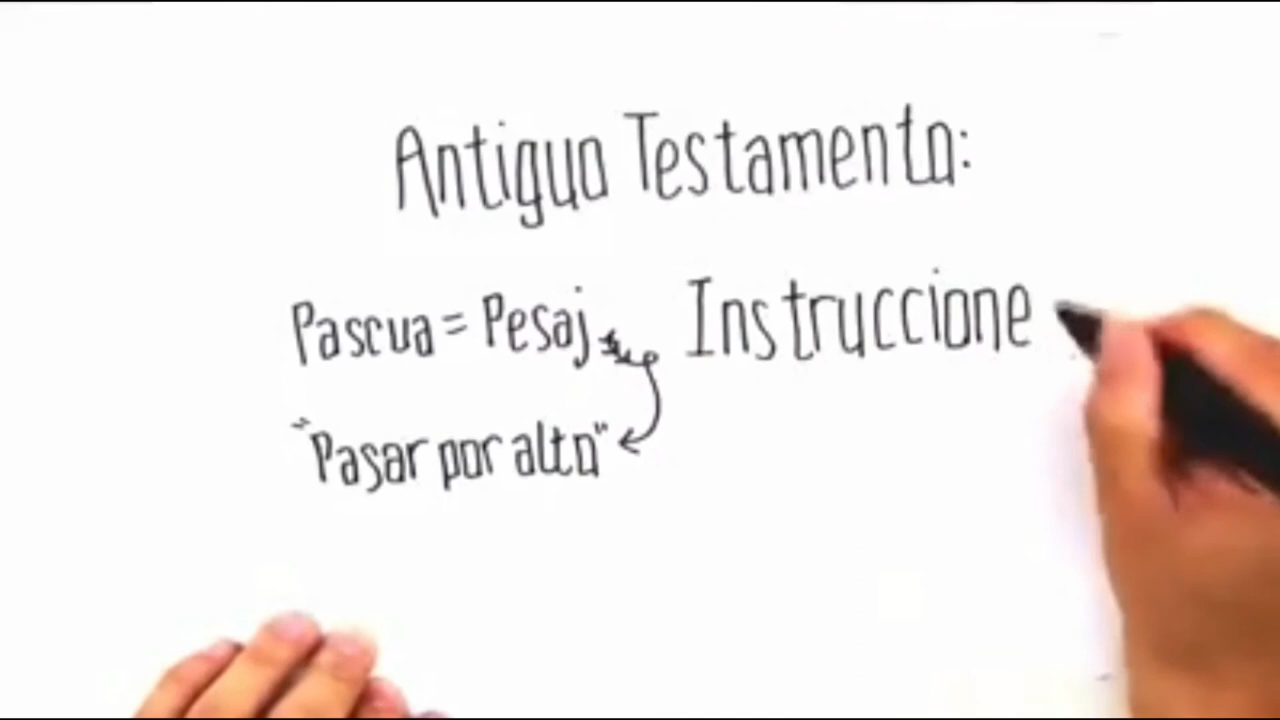 Antiguo Testamento:
Pascua = Pesaj Instruccione
"Pasar por alto"